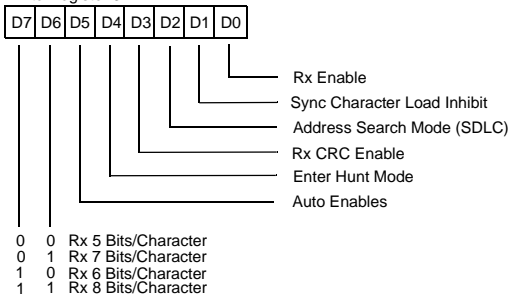 D7 D6 D5 D4 D3 D2 D1 D0
Rx Enable
Sync Character Load Inhibit
Address Search Mode (SDLC)
Rx CRC Enable
Enter Hunt Mode
Auto Enables
0 0 Rx 5 Bits/Character
0 1 Rx 7 Bits/Character
1 0 Rx 6 Bits/Character
1 1 Rx 8 Bits/Character